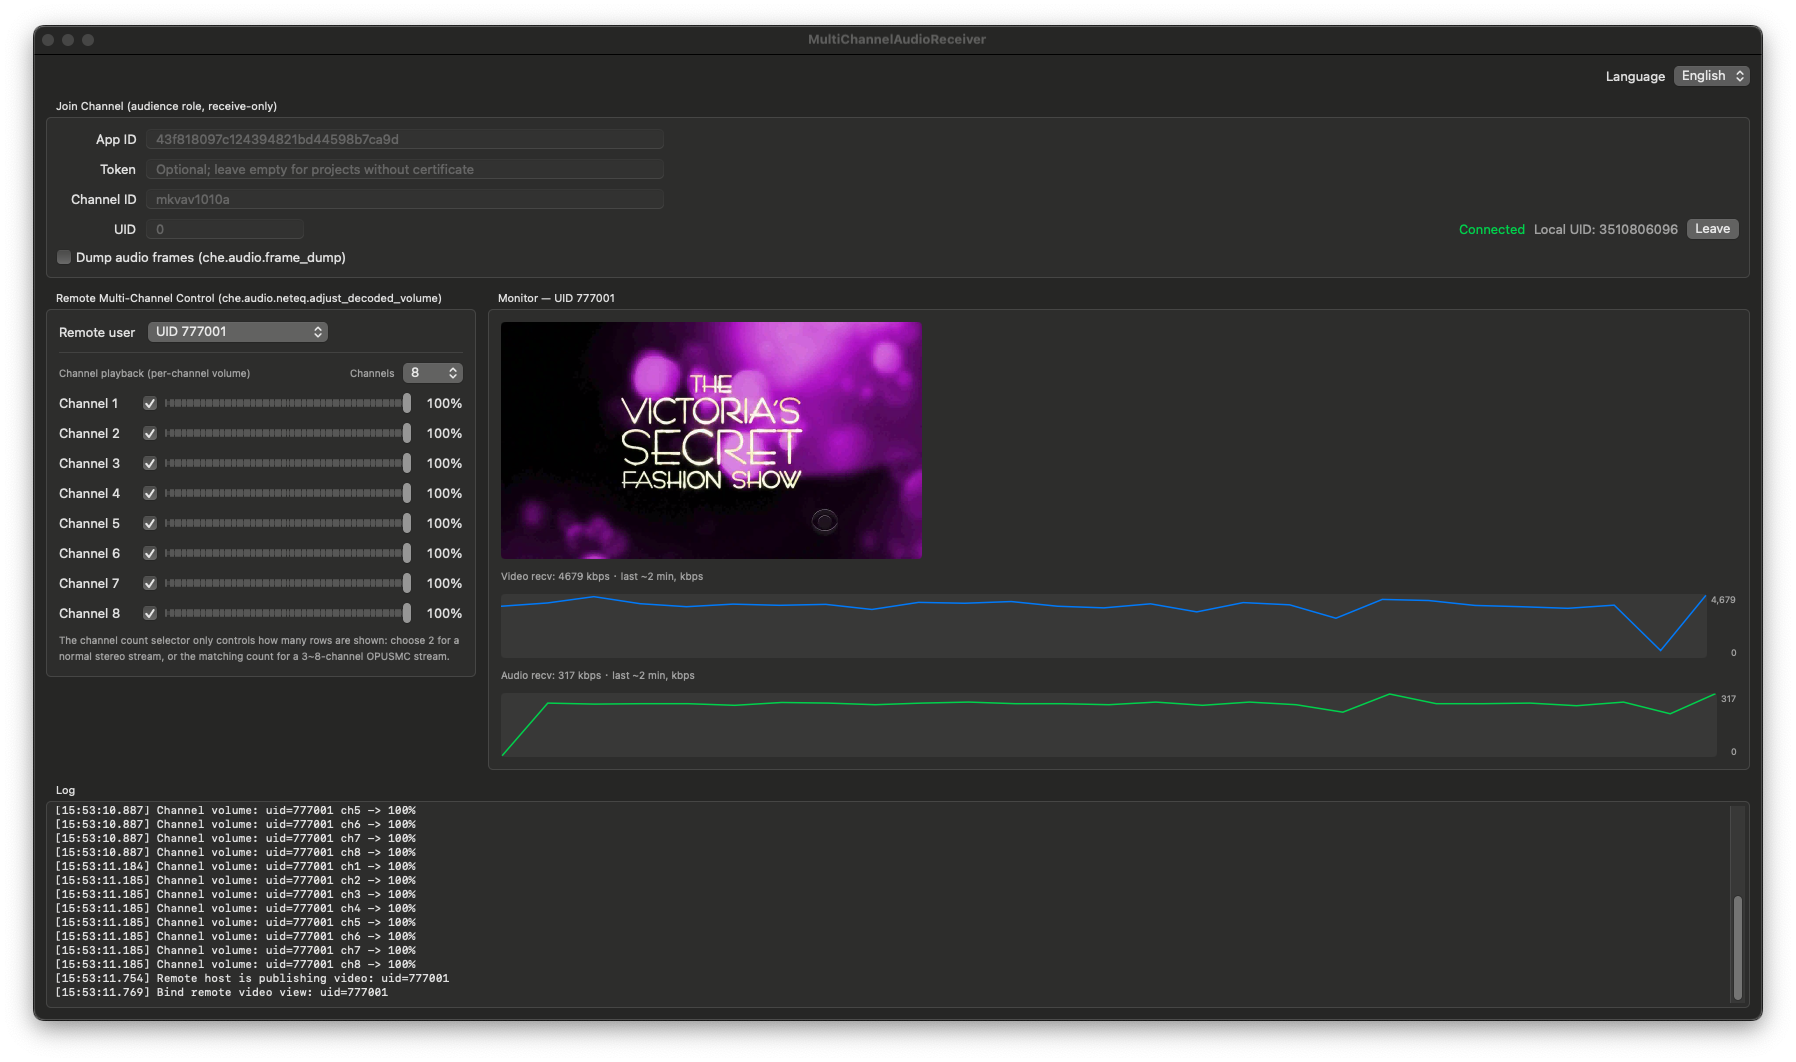 MultiChannelAudioReceiver
Language English
Join Channel (audience role, receive-only)
App ID 43f818097c124394821bd44598b7ca9d
Token Optional; leave empty for projects without certificate
Channel ID mkvav1010a
UID 0
Connected Local UID: 3510806096 Leave
Dump audio frames (che.audio.frame_dump)
Remote Multi-Channel Control (che.audio.neteq.adjust_decoded_volume)
Remote user UID 777001
Channel playback (per-channel volume) Channels 8
Channel 1 100%
Channel 2 100%
Channel 3 100%
Channel 4 100%
Channel 5 100%
Channel 6 100%
Channel 7 100%
Channel 8 100%
The channel count selector only controls how many rows are shown: choose 2 for a
normal stereo stream, or the matching count for a 3~8-channel OPUSMC stream.
Monitor — UID 777001
THE
VICTORIA'S
SECRET
FASHION SHOW
Video recv: 4679 kbps · last ~2 min, kbps
4,679
0
Audio recv: 317 kbps · last ~2 min, kbps
317
0
Log
[15:53:10.887] Channel volume: uid=777001 ch5 -> 100%
[15:53:10.887] Channel volume: uid=777001 ch6 -> 100%
[15:53:10.887] Channel volume: uid=777001 ch7 -> 100%
[15:53:10.887] Channel volume: uid=777001 ch8 -> 100%
[15:53:11.184] Channel volume: uid=777001 ch1 -> 100%
[15:53:11.185] Channel volume: uid=777001 ch2 -> 100%
[15:53:11.185] Channel volume: uid=777001 ch3 -> 100%
[15:53:11.185] Channel volume: uid=777001 ch4 -> 100%
[15:53:11.185] Channel volume: uid=777001 ch5 -> 100%
[15:53:11.185] Channel volume: uid=777001 ch6 -> 100%
[15:53:11.185] Channel volume: uid=777001 ch7 -> 100%
[15:53:11.185] Channel volume: uid=777001 ch8 -> 100%
[15:53:11.754] Remote host is publishing video: uid=777001
[15:53:11.769] Bind remote video view: uid=777001